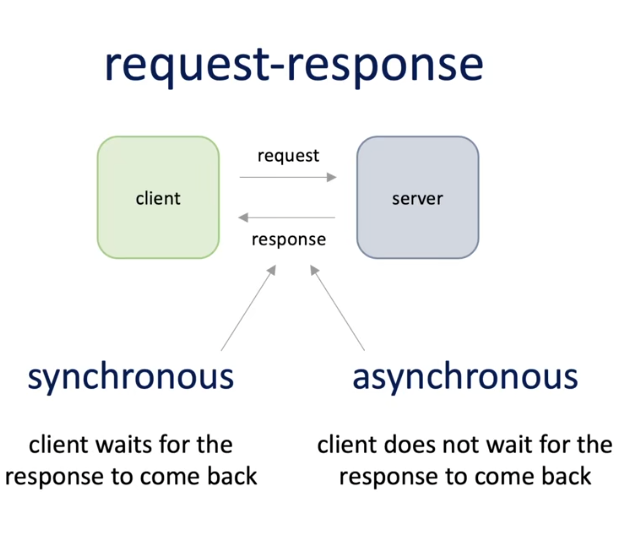 request-response
request
client
server
response
synchronous
asynchronous
client waits for the
response to come back
client does not wait for the
response to come back